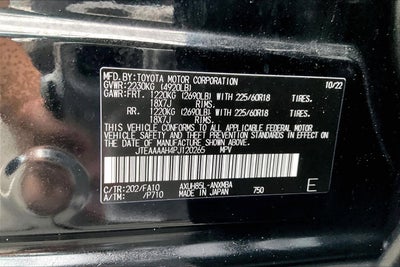 MFD.BY:TOYOTA MOTOR CORPORATION 10/22
GVWR:2230KG (4920LB)
GAWR:FRT. 1220KG (2690LB) WITH 225/60R18 TIRES.
18X7J RIMS.
RR. 1220KG (2690LB) WITH 225/60R18 TIRES.
18X7J RIMS.
THIS VEHICLE CONFORMS TO ALL APPLICABLE FEDERAL MOTOR
VEHICLE SAFETY AND THEFT PREVENTION STANDARDS IN EFFECT
ON THE DATE OF MANUFACTURE SHOWN ABOVE.
JTEAAAAH4PJ120265 MPV
C/TR:202/FA10 AXUH85L-ANXMBA
A/TM: /P710 MADE IN JAPAN 750 E